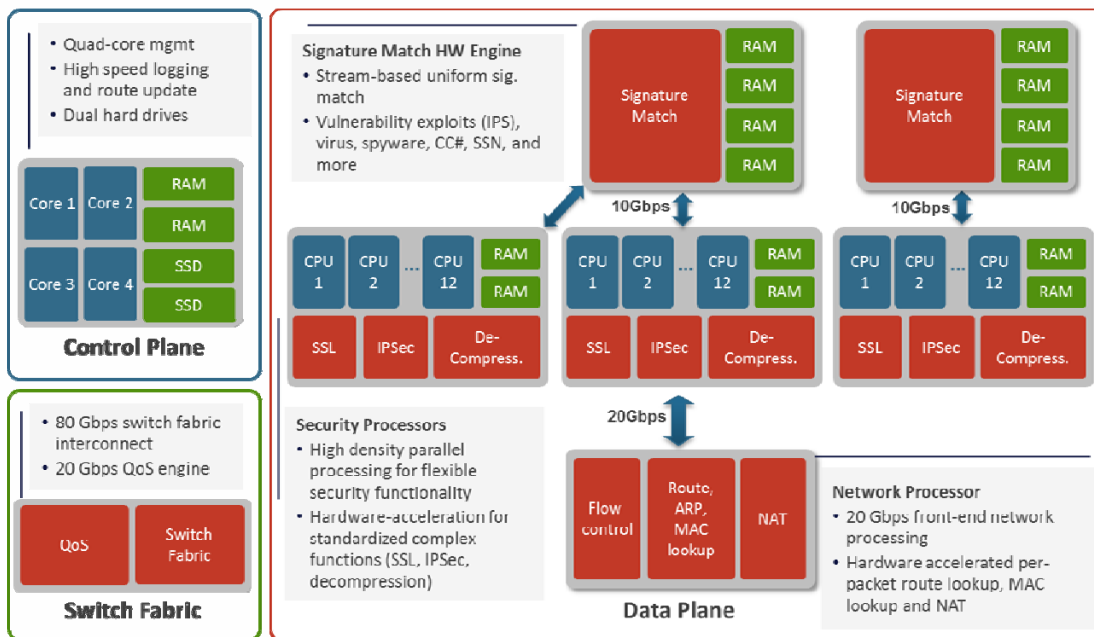 • Quad-core mgmt
• High speed logging
and route update
• Dual hard drives
Core 1
Core 2
RAM
RAM
Core 3
Core 4
SSD
SSD
Control Plane
• 80 Gbps switch fabric
interconnect
• 20 Gbps QoS engine
QoS
Switch
Fabric
Switch Fabric
Signature Match HW Engine
• Stream-based uniform sig.
match
• Vulnerability exploits (IPS),
virus, spyware, CC#, SSN, and
more
Signature
Match
RAM
RAM
RAM
RAM
Signature
Match
RAM
RAM
RAM
RAM
10Gbps
10Gbps
CPU
1
CPU
2
...
CPU
12
RAM
RAM
SSL
IPSec
De-
Compress.
CPU
1
CPU
2
...
CPU
12
RAM
RAM
SSL
IPSec
De-
Compress.
CPU
1
CPU
2
...
CPU
12
RAM
RAM
SSL
IPSec
De-
Compress.
20Gbps
Security Processors
• High density parallel
processing for flexible
security functionality
• Hardware-acceleration for
standardized complex
functions (SSL, IPSec,
decompression)
Flow
control
Route,
ARP,
MAC
lookup
NAT
Data Plane
Network Processor
• 20 Gbps front-end network
processing
• Hardware accelerated per-
packet route lookup, MAC
lookup and NAT